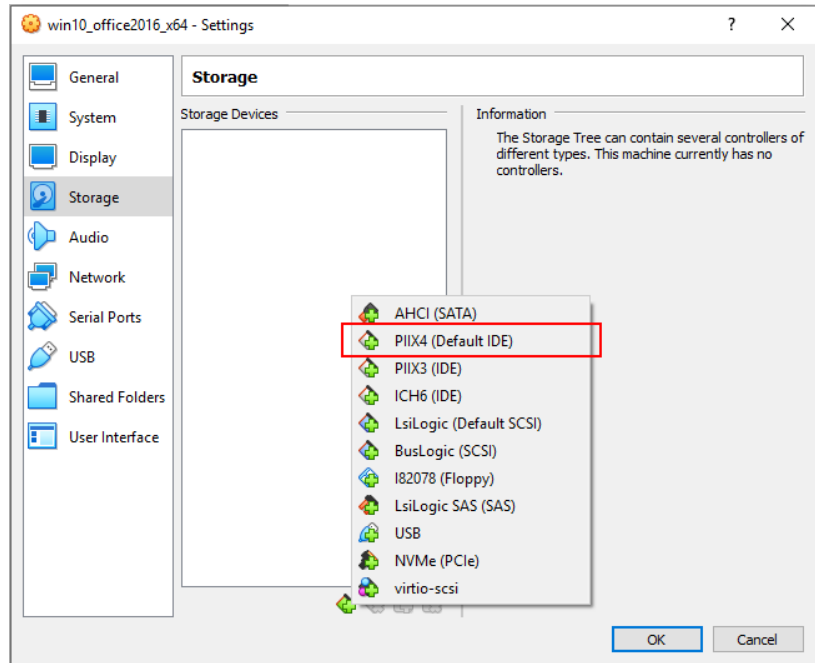 win10_office2016_x64 - Settings
?
General
System
Display
Storage
Audio
Network
Serial Ports
USB
Shared Folders
User Interface
Storage
Storage Devices
Information
The Storage Tree can contain several controllers of
different types. This machine currently has no
controllers.
AHCI (SATA)
PIIX4 (Default IDE)
PIIX3 (IDE)
ICH6 (IDE)
LsiLogic (Default SCSI)
BusLogic (SCSI)
I82078 (Floppy)
LsiLogic SAS (SAS)
USB
NVMe (PCIe)
virtio-scsi
OK
Cancel